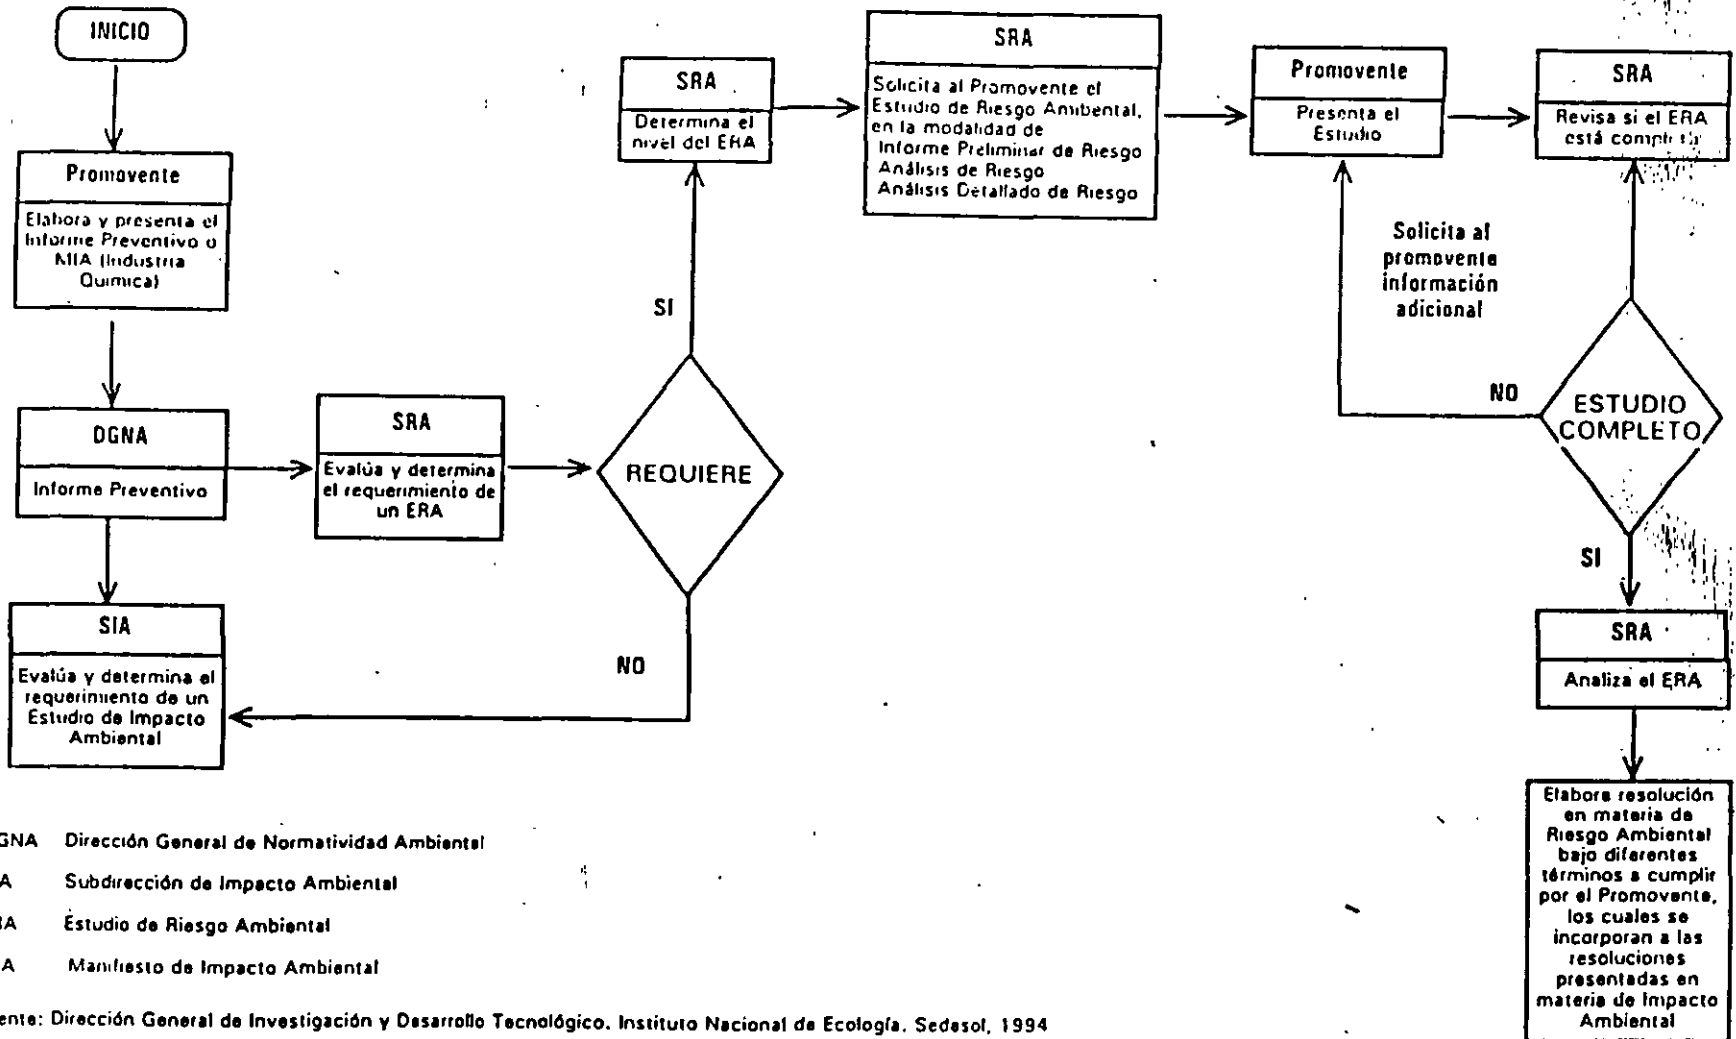 INICIO
Promovente
Elabora y presenta el
Informe Preventivo o
MIA (Industria
Quimica)
DGNA
Informe Preventivo
SIA
Evalúa y determina el
requerimiento de un
Estudio de Impacto
Ambiental
SRA
Evalúa y determina
el requerimiento de
un ERA
REQUIERE
SI
NO
SRA
Determina el
nivel del ERA
SRA
Solicita al Promovente el
Estudio de Riesgo Ambiental,
en la modalidad de
Informe Preliminar de Riesgo
Análisis de Riesgo
Análisis Detallado de Riesgo
Promovente
Presenta el
Estudio
SRA
Revisa si el ERA
está
Solicita al
promovente
información
adicional
NO
ESTUDIO
COMPLETO
SI
SRA
Analiza el ERA
Elabora resolución
en materia de
Riesgo Ambiental
bajo diferentes
términos a cumplir
por el Promovente,
los cuales se
incorporan a las
resoluciones
presentadas en
materia de Impacto
Ambiental
GNA Dirección General de Normatividad Ambiental
A Subdirección de Impacto Ambiental
A Estudio de Riesgo Ambiental
A Manifiesto de Impacto Ambiental
ente: Dirección General de Investigación y Desarrollo Tecnológico. Instituto Nacional de Ecología. Sedesol, 1994